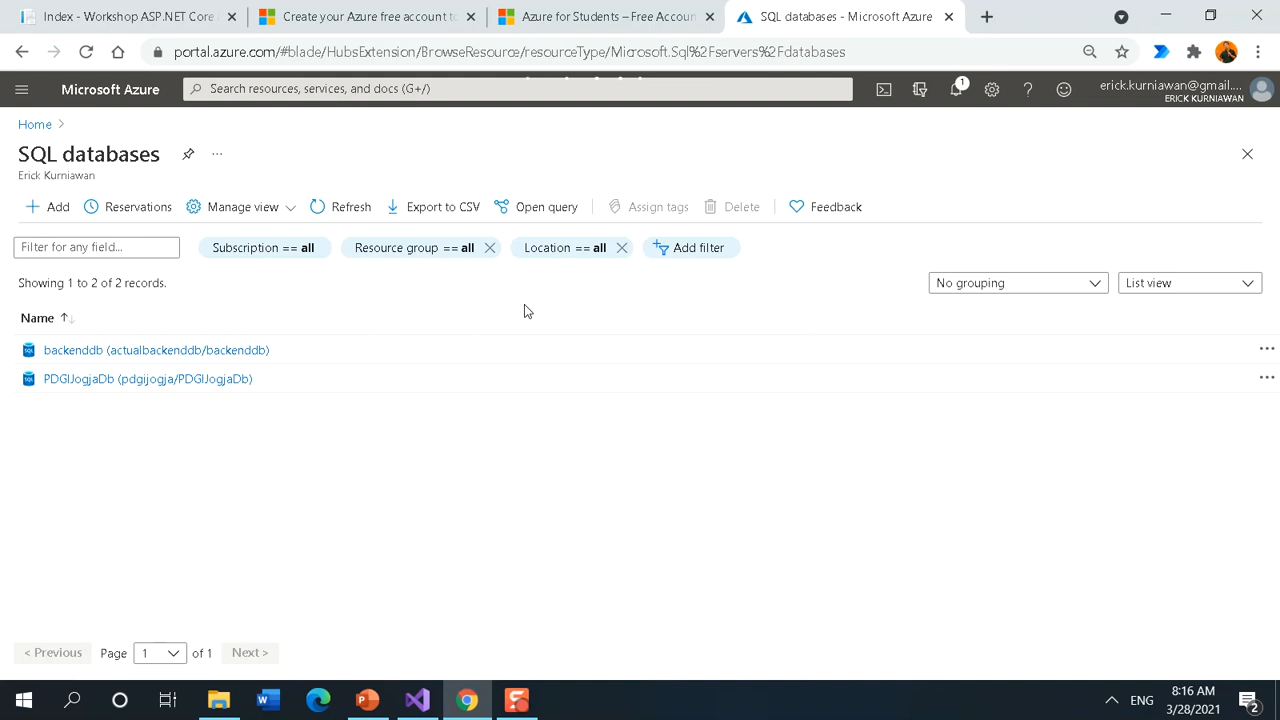 Index - Workshop ASP.NET Core
Create your Azure free account to
Azure for Students – Free Accoun
SQL databases - Microsoft Azure
portal.azure.com/#blade/HubsExtension/BrowseResource/resourceType/Microsoft.Sql%2Fservers%2Fdatabases
Microsoft Azure
Search resources, services, and docs (G+/)
1
erick.kurniawan@gmail....
ERICK KURNIAWAN
Home
SQL databases
Erick Kurniawan
Add
Reservations
Manage view
Refresh
Export to CSV
Open query
Assign tags
Delete
Feedback
Filter for any field...
Subscription == all
Resource group == all
Location == all
Add filter
Showing 1 to 2 of 2 records.
No grouping
List view
Name
backenddb (actualbackenddb/backenddb)
PDGIJogjaDb (pdgijogja/PDGIJogjaDb)
< Previous
Page
1
of 1
Next >
ENG
8:16 AM
3/28/2021
2